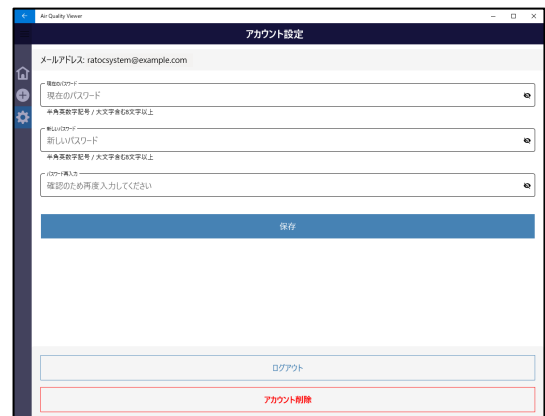 Air Quality Viewer
アカウント設定
メールアドレス: ratocsystem@example.com
現在のパスワード
現在のパスワード
半角英数字記号 / 大文字含む8文字以上
新しいパスワード
新しいパスワード
半角英数字記号 / 大文字含む8文字以上
パスワード再入力
確認のため再度入力してください
保存
ログアウト
アカウント削除